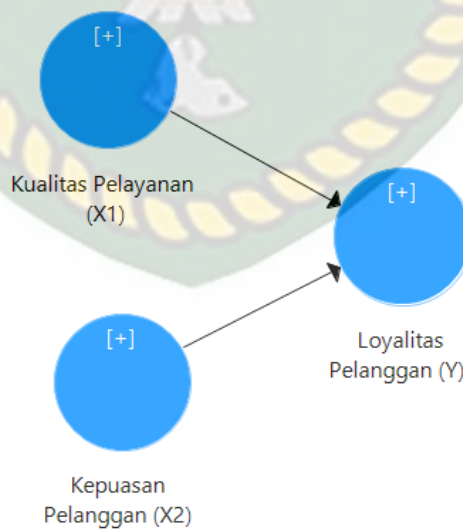 [+]
Kualitas Pelayanan
(X1)
[+]
Loyalitas
Pelanggan (Y)
[+]
Kepuasan
Pelanggan (X2)